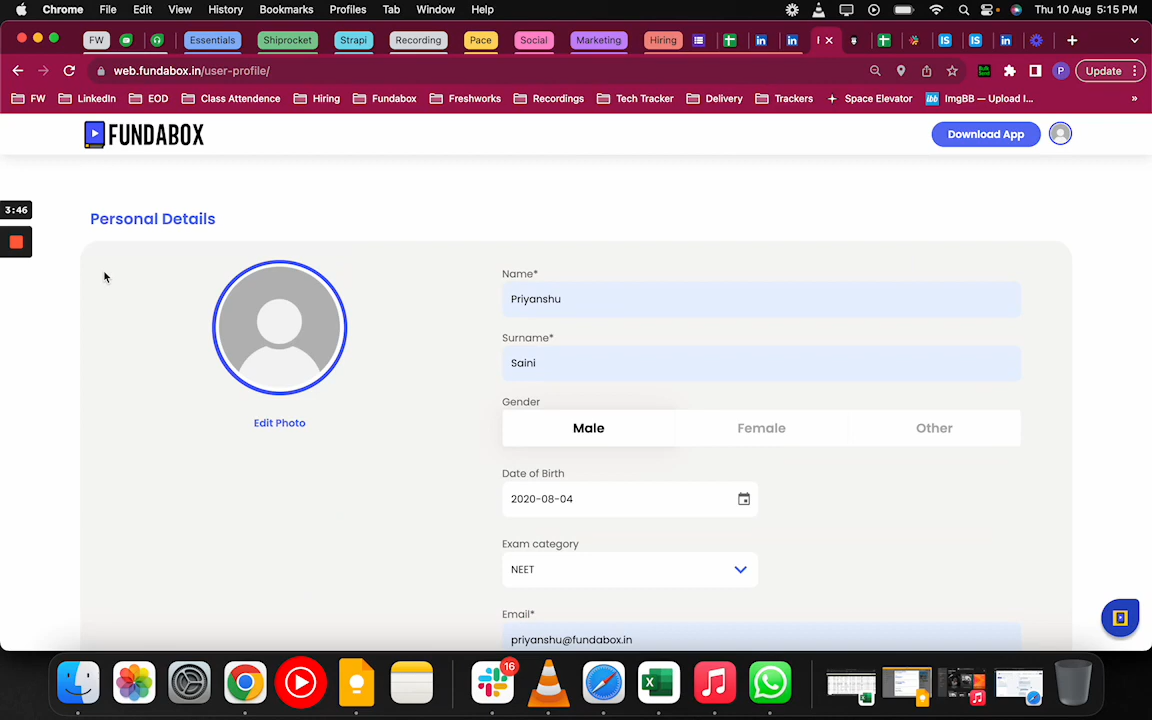 Chrome File Edit View History Bookmarks Profiles Tab Window Help Thu 10 Aug 5:15 PM
FW Essentials Shiprocket Strapi Recording Pace Social Marketing Hiring
web.fundabox.in/user-profile/ P Update
FW LinkedIn EOD Class Attendence Hiring Fundabox Freshworks Recordings Tech Tracker Delivery Trackers Space Elevator ibb ImgBB — Upload I... »
FUNDABOX Download App
3:46
Personal Details
Edit Photo
Name*
Priyanshu
Surname*
Saini
Gender
Male Female Other
Date of Birth
2020-08-04
Exam category
NEET
Email*
priyanshu@fundabox.in
16